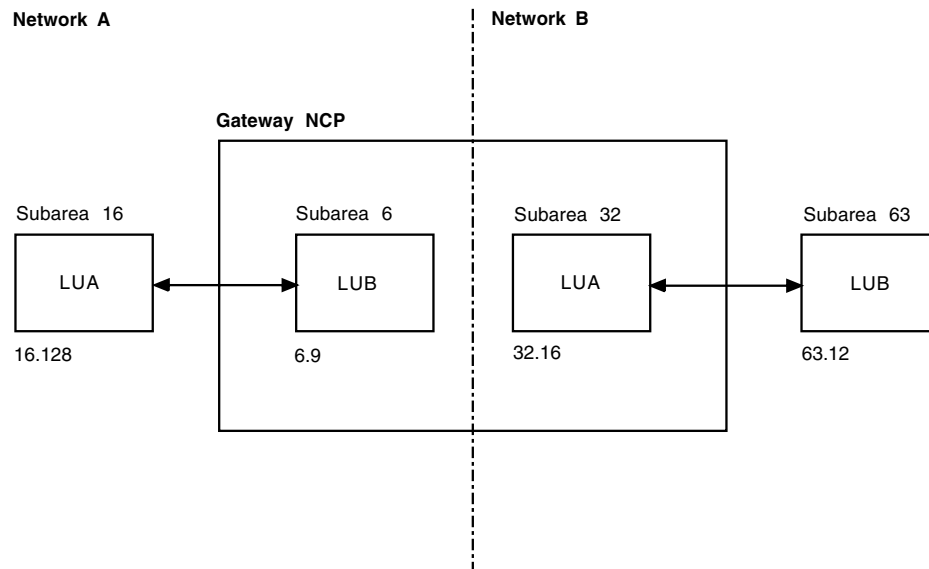 Network A
Network B
Gateway NCP
Subarea 16
Subarea 6
Subarea 32
Subarea 63
LUA
LUB
LUA
LUB
16.128
6.9
32.16
63.12